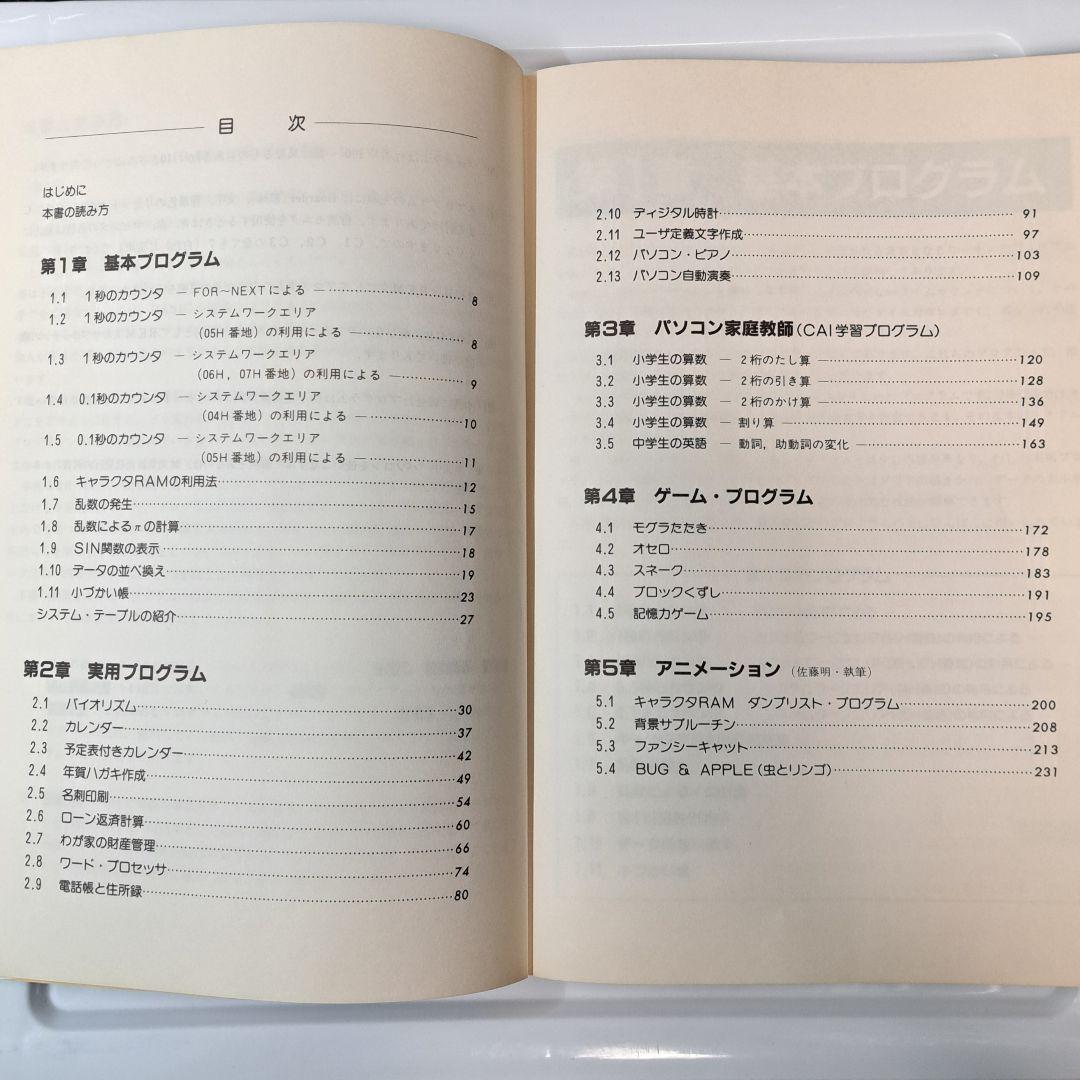 目 次
はじめに
本書の読み方
第1章 基本プログラム
1.1 1秒のカウンタ — FOR〜NEXTによる — 8
1.2 1秒のカウンタ — システムワークエリア
(05H番地)の利用による — 8
1.3 1秒のカウンタ — システムワークエリア
(06H, 07H番地)の利用による — 9
1.4 0.1秒のカウンタ — システムワークエリア
(04H番地)の利用による — 10
1.5 0.1秒のカウンタ — システムワークエリア
(05H番地)の利用による — 11
1.6 キャラクタRAMの利用法 12
1.7 乱数の発生 15
1.8 乱数によるπの計算 17
1.9 SIN関数の表示 18
1.10 データの並べ換え 19
1.11 小づかい帳 23
システム・テーブルの紹介 27
第2章 実用プログラム
2.1 バイオリズム 30
2.2 カレンダー 37
2.3 予定表付きカレンダー 42
2.4 年賀ハガキ作成 49
2.5 名刺印刷 54
2.6 ローン返済計算 60
2.7 わが家の財産管理 66
2.8 ワード・プロセッサ 74
2.9 電話帳と住所録 80
2.10 ディジタル時計 91
2.11 ユーザ定義文字作成 97
2.12 パソコン・ピアノ 103
2.13 パソコン自動演奏 109
第3章 パソコン家庭教師(CAI学習プログラム)
3.1 小学生の算数 — 2桁のたし算 — 120
3.2 小学生の算数 — 2桁の引き算 — 128
3.3 小学生の算数 — 2桁のかけ算 — 136
3.4 小学生の算数 — 割り算 — 149
3.5 中学生の英語 — 動詞,助動詞の変化 — 163
第4章 ゲーム・プログラム
4.1 モグラたたき 172
4.2 オセロ 178
4.3 スネーク 183
4.4 ブロックくずし 191
4.5 記憶力ゲーム 195
第5章 アニメーション (佐藤明・執筆)
5.1 キャラクタRAM ダンプリスト・プログラム 200
5.2 背景サブルーチン 208
5.3 ファンシーキャット 213
5.4 BUG & APPLE(虫とリンゴ) 231